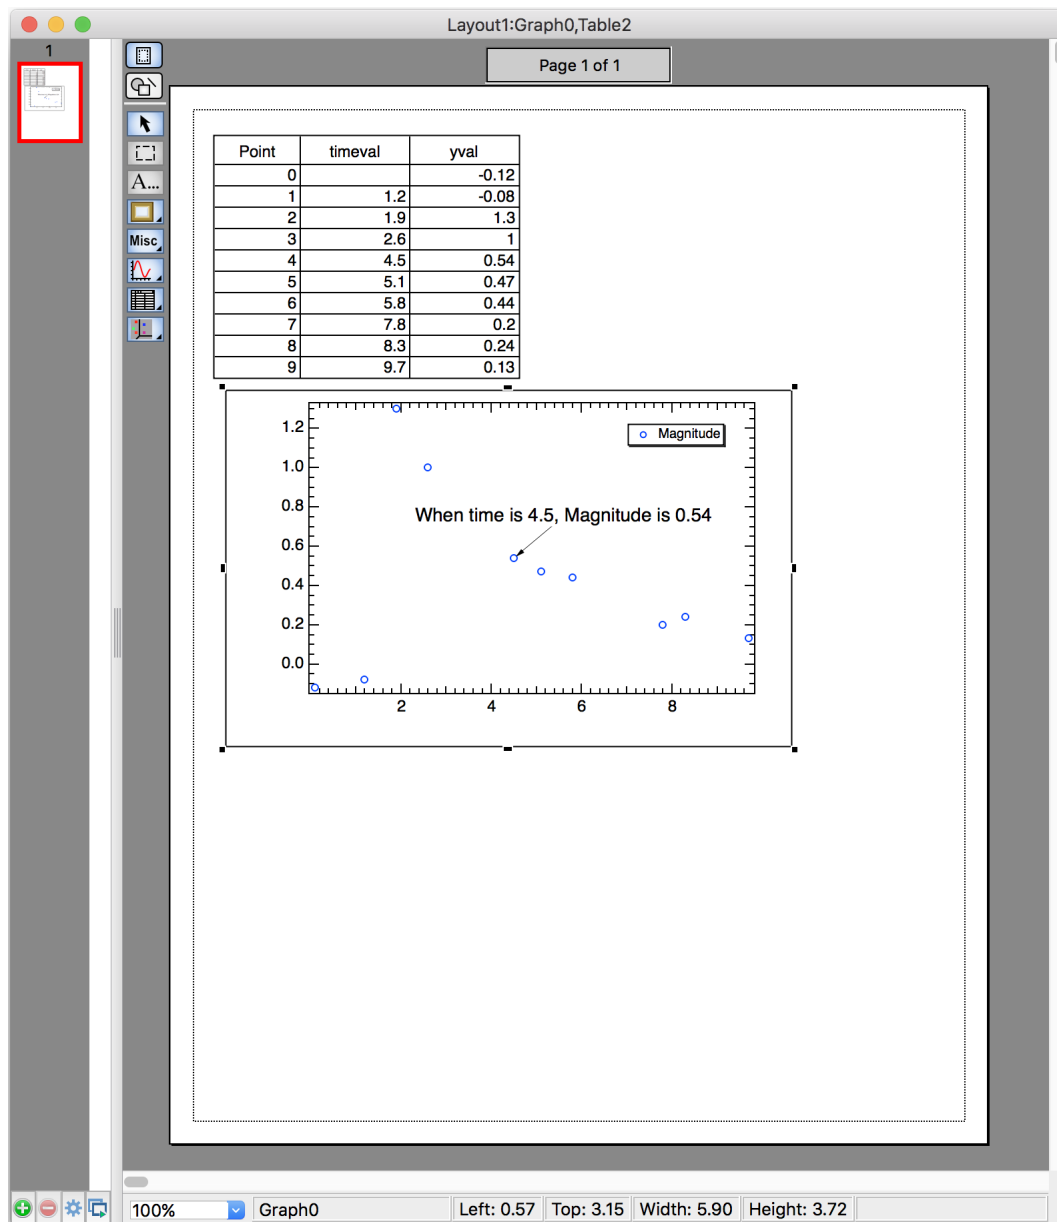 Layout1:Graph0,Table2
1
Page 1 of 1
A...
Misc
Point timeval yval
0 -0.12
1 1.2 -0.08
2 1.9 1.3
3 2.6 1
4 4.5 0.54
5 5.1 0.47
6 5.8 0.44
7 7.8 0.2
8 8.3 0.24
9 9.7 0.13
Magnitude
When time is 4.5, Magnitude is 0.54
1.2
1.0
0.8
0.6
0.4
0.2
0.0
2 4 6 8
100% Graph0 Left: 0.57 Top: 3.15 Width: 5.90 Height: 3.72